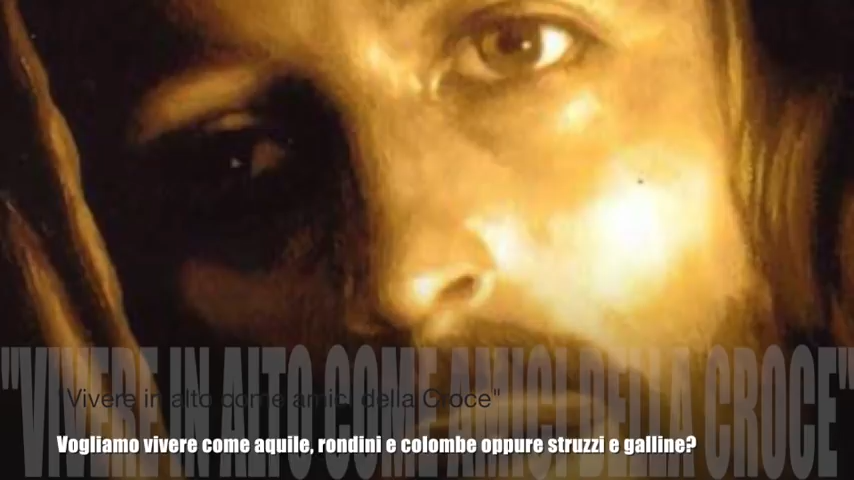 "VIVERE IN ALTO COME AMICI DELLA CROCE"
"Vivere in alto come amici della Croce"
Vogliamo vivere come aquile, rondini e colombe oppure struzzi e galline?